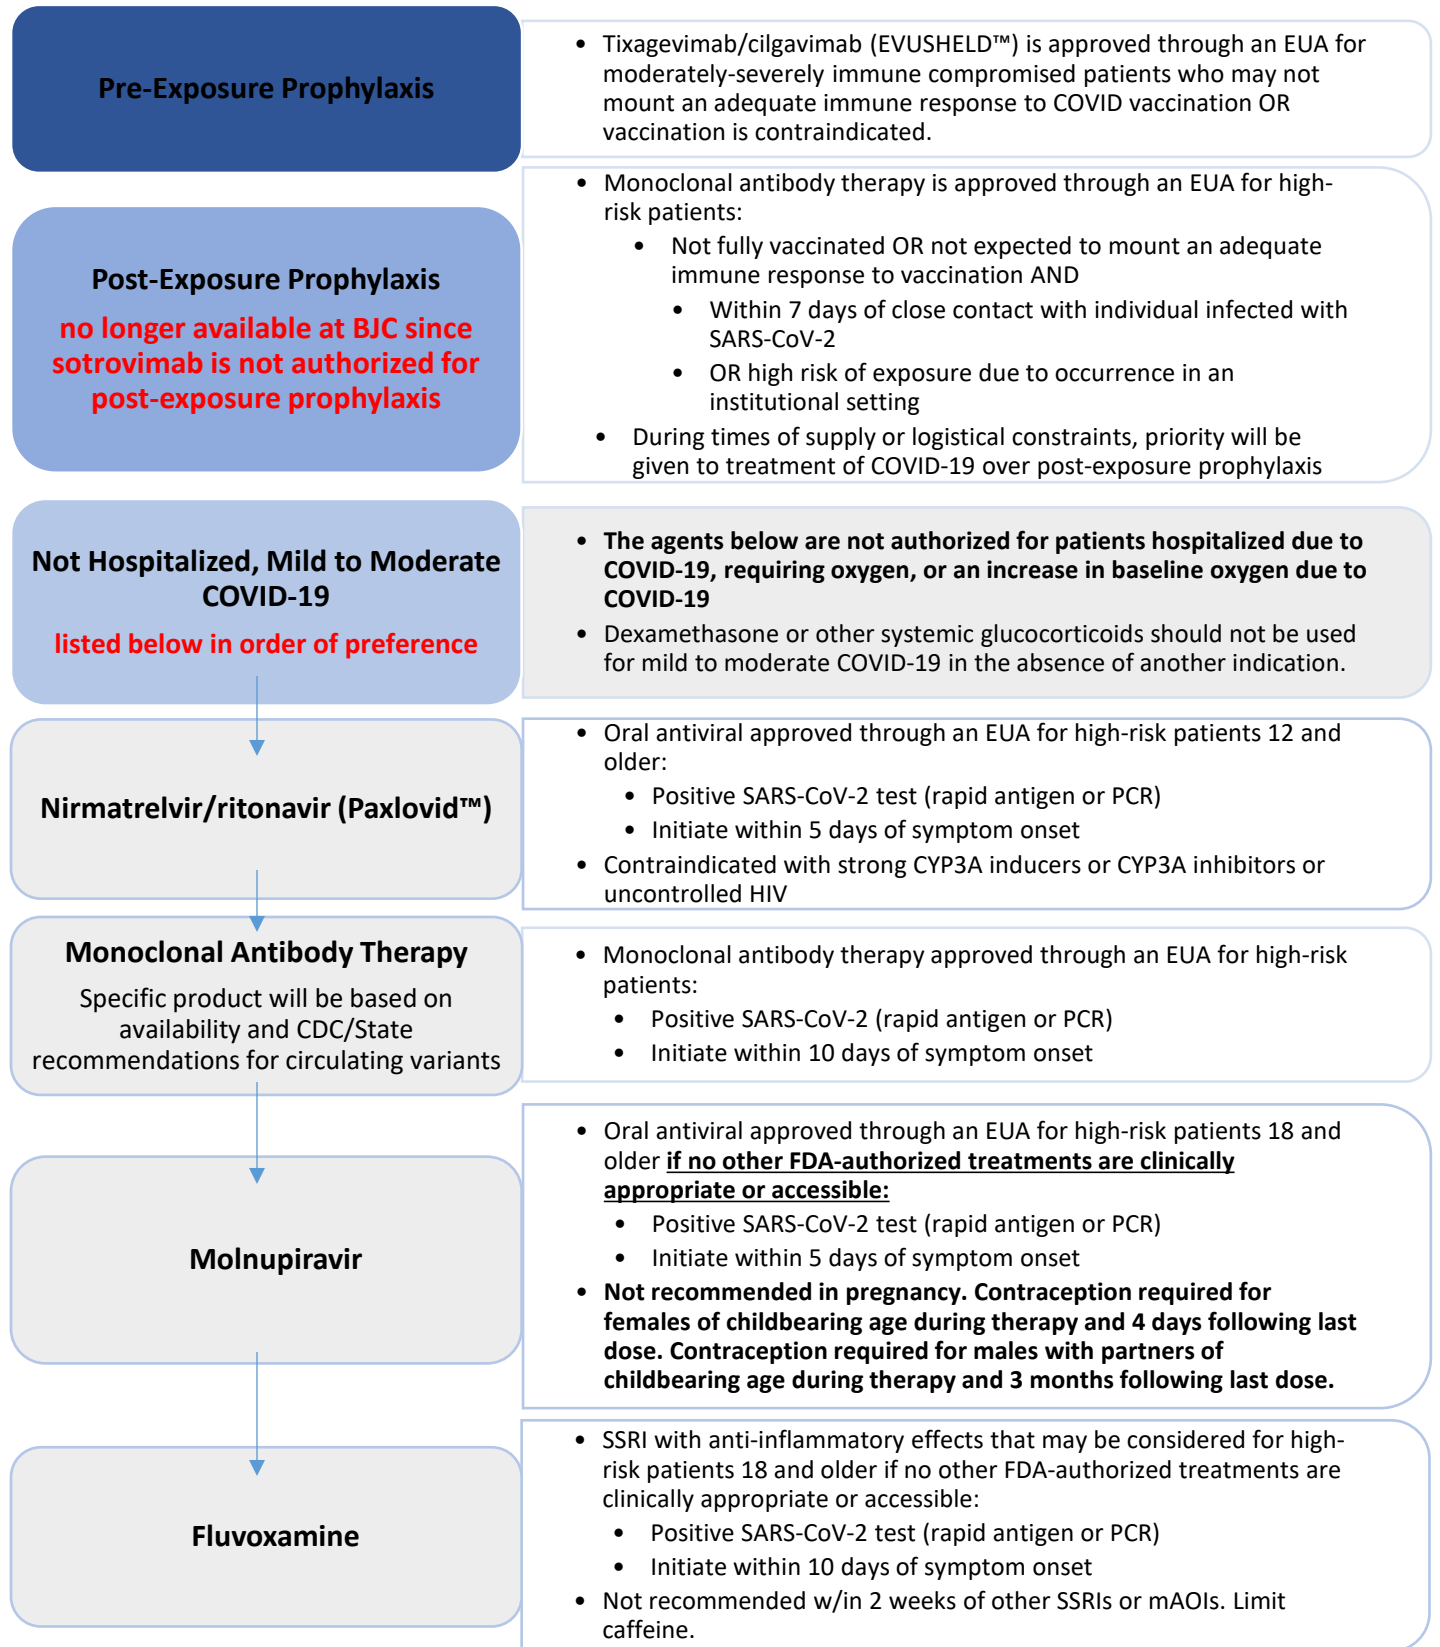 Pre-Exposure Prophylaxis
• Tixagevimab/cilgavimab (EVUSHELD™) is approved through an EUA for
moderately-severely immune compromised patients who may not
mount an adequate immune response to COVID vaccination OR
vaccination is contraindicated.
Post-Exposure Prophylaxis
no longer available at BJC since
sotrovimab is not authorized for
post-exposure prophylaxis
• Monoclonal antibody therapy is approved through an EUA for high-
risk patients:
• Not fully vaccinated OR not expected to mount an adequate
immune response to vaccination AND
• Within 7 days of close contact with individual infected with
SARS-CoV-2
• OR high risk of exposure due to occurrence in an
institutional setting
• During times of supply or logistical constraints, priority will be
given to treatment of COVID-19 over post-exposure prophylaxis
Not Hospitalized, Mild to Moderate
COVID-19
listed below in order of preference
• The agents below are not authorized for patients hospitalized due to
COVID-19, requiring oxygen, or an increase in baseline oxygen due to
COVID-19
• Dexamethasone or other systemic glucocorticoids should not be used
for mild to moderate COVID-19 in the absence of another indication.
Nirmatrelvir/ritonavir (Paxlovid™)
• Oral antiviral approved through an EUA for high-risk patients 12 and
older:
• Positive SARS-CoV-2 test (rapid antigen or PCR)
• Initiate within 5 days of symptom onset
• Contraindicated with strong CYP3A inducers or CYP3A inhibitors or
uncontrolled HIV
Monoclonal Antibody Therapy
Specific product will be based on
availability and CDC/State
recommendations for circulating variants
• Monoclonal antibody therapy approved through an EUA for high-risk
patients:
• Positive SARS-CoV-2 (rapid antigen or PCR)
• Initiate within 10 days of symptom onset
Molnupiravir
• Oral antiviral approved through an EUA for high-risk patients 18 and
older if no other FDA-authorized treatments are clinically
appropriate or accessible:
• Positive SARS-CoV-2 test (rapid antigen or PCR)
• Initiate within 5 days of symptom onset
• Not recommended in pregnancy. Contraception required for
females of childbearing age during therapy and 4 days following last
dose. Contraception required for males with partners of
childbearing age during therapy and 3 months following last dose.
Fluvoxamine
• SSRI with anti-inflammatory effects that may be considered for high-
risk patients 18 and older if no other FDA-authorized treatments are
clinically appropriate or accessible:
• Positive SARS-CoV-2 test (rapid antigen or PCR)
• Initiate within 10 days of symptom onset
• Not recommended w/in 2 weeks of other SSRIs or mAOIs. Limit
caffeine.